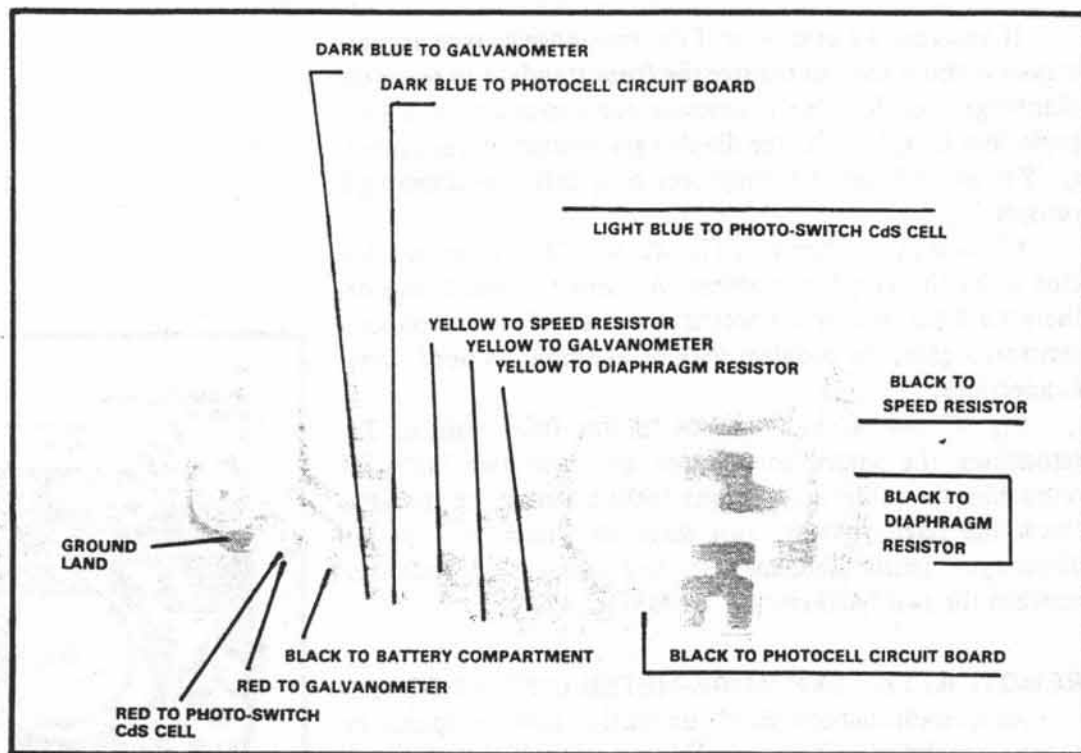 DARK BLUE TO GALVANOMETER
DARK BLUE TO PHOTOCELL CIRCUIT BOARD
LIGHT BLUE TO PHOTO-SWITCH CdS CELL
YELLOW TO SPEED RESISTOR
YELLOW TO GALVANOMETER
YELLOW TO DIAPHRAGM RESISTOR
BLACK TO
SPEED RESISTOR
BLACK TO
DIAPHRAGM
RESISTOR
GROUND
LAND
BLACK TO BATTERY COMPARTMENT
BLACK TO PHOTOCELL CIRCUIT BOARD
RED TO GALVANOMETER
RED TO PHOTO-SWITCH
CdS CELL